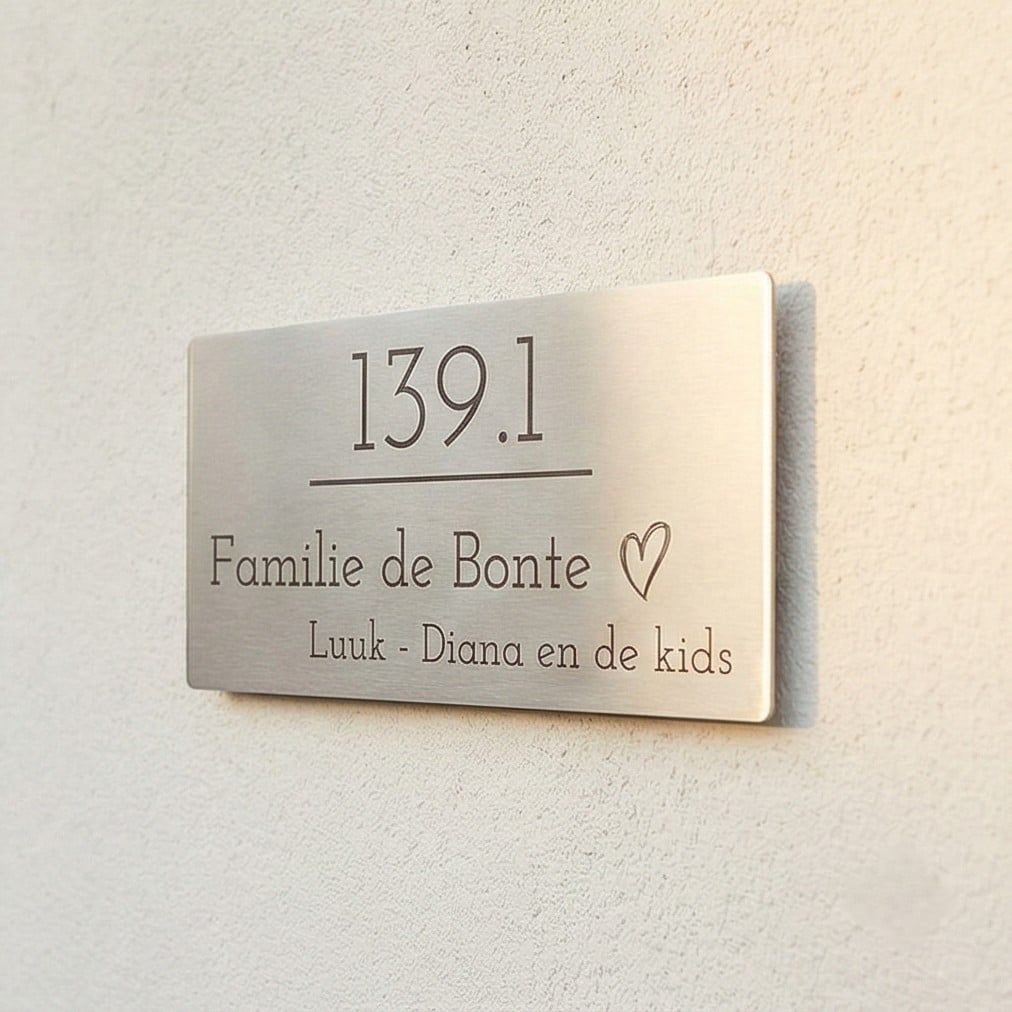 139.1
Familie de Bonte
Luuk - Diana en de kids